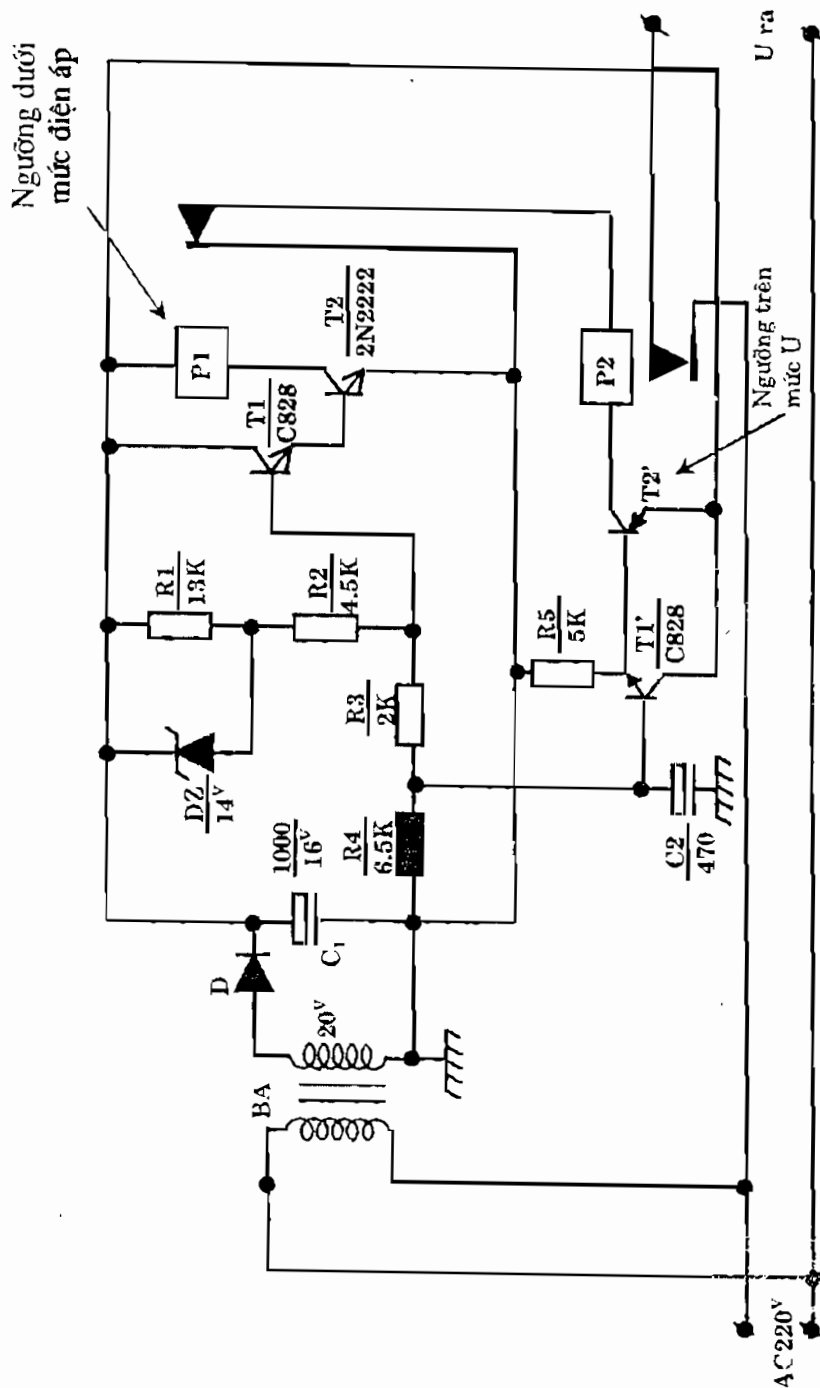 Ngưỡng dưới
mức điện áp
U ra
P1
T2
2N2222
T1
C828
R1
13K
R2
4.5K
DZ
14V
R3
2K
1000
16V
C1
R4
6.5K
D
20V
BA
P2
Ngưỡng trên
mức U
T2'
R5
5K
T1'
C828
C2
470
AC220V